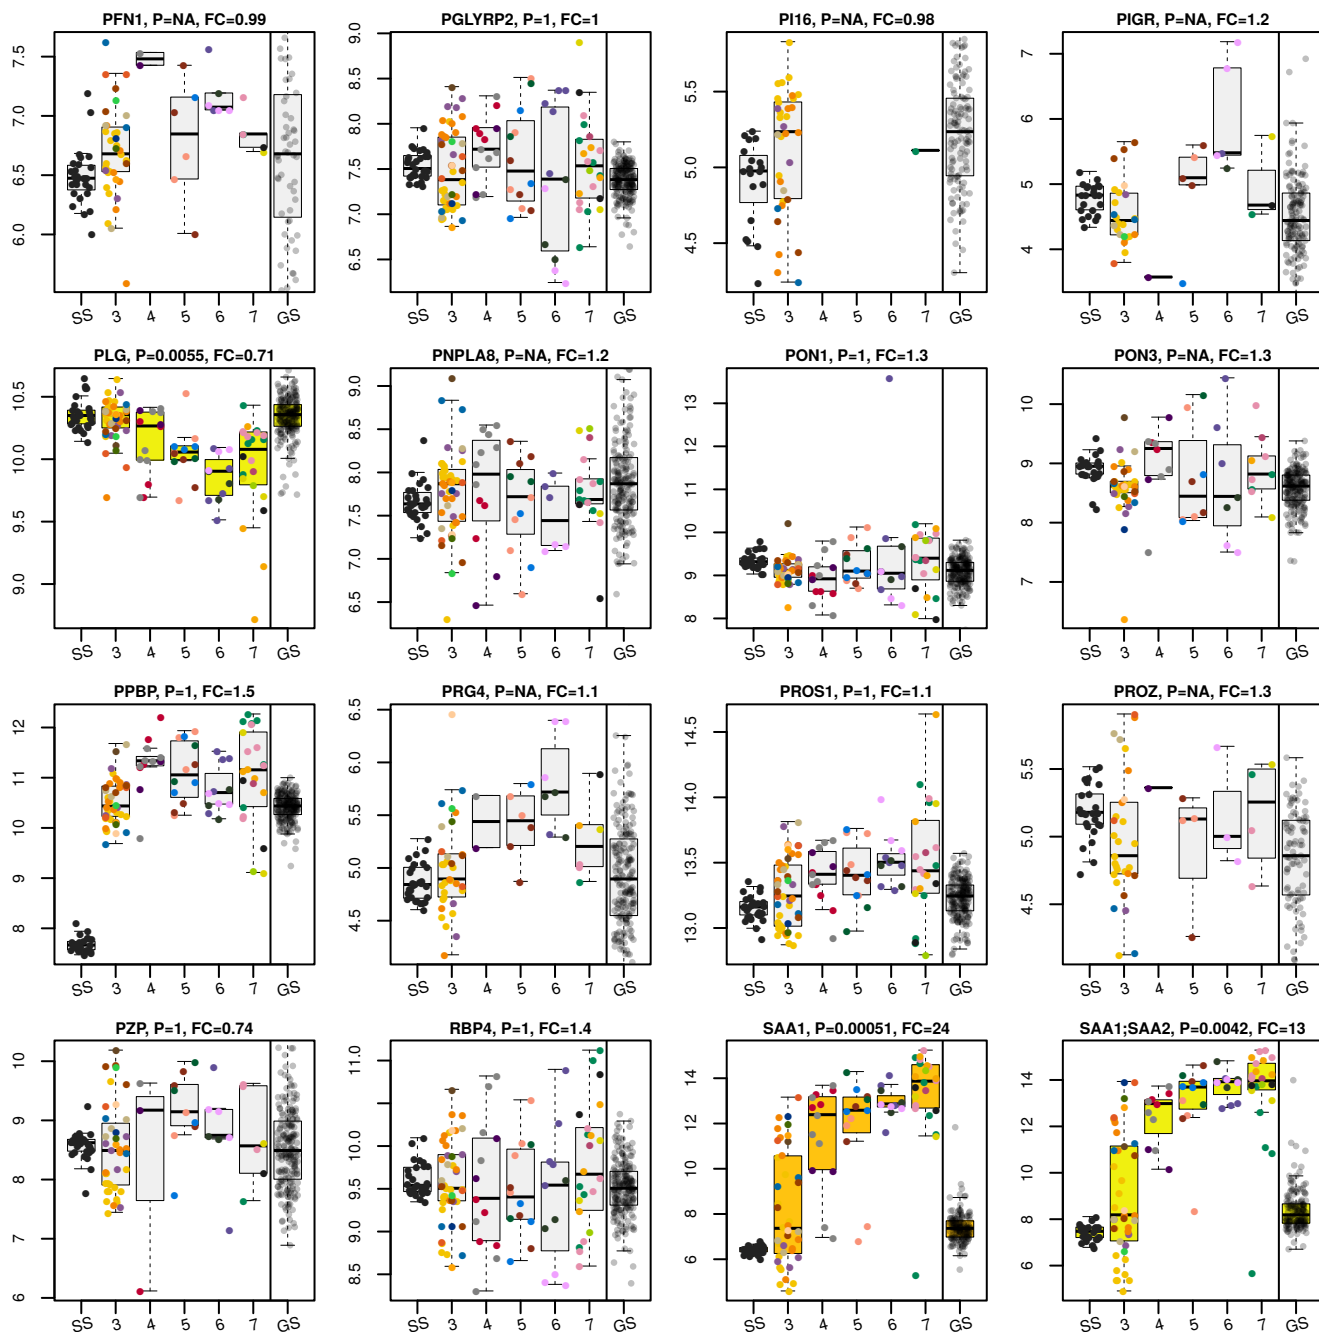 PFN1, P=NA, FC=0.99
7.5
7.0
6.5
6.0
SS 3 4 5 6 7 GS
PGLYRP2, P=1, FC=1
9.0
8.5
8.0
7.5
7.0
6.5
SS 3 4 5 6 7 GS
PI16, P=NA, FC=0.98
5.5
5.0
4.5
SS 3 4 5 6 7 GS
PIGR, P=NA, FC=1.2
7
6
5
4
SS 3 4 5 6 7 GS
PLG, P=0.0055, FC=0.71
10.5
10.0
9.5
9.0
SS 3 4 5 6 7 GS
PNPLA8, P=NA, FC=1.2
9.0
8.5
8.0
7.5
7.0
6.5
SS 3 4 5 6 7 GS
PON1, P=1, FC=1.3
13
12
11
10
9
8
SS 3 4 5 6 7 GS
PON3, P=NA, FC=1.3
10
9
8
7
SS 3 4 5 6 7 GS
PPBP, P=1, FC=1.5
12
11
10
9
8
SS 3 4 5 6 7 GS
PRG4, P=NA, FC=1.1
6.5
6.0
5.5
5.0
4.5
SS 3 4 5 6 7 GS
PROS1, P=1, FC=1.1
14.5
14.0
13.5
13.0
SS 3 4 5 6 7 GS
PROZ, P=NA, FC=1.3
5.5
5.0
4.5
SS 3 4 5 6 7 GS
PZP, P=1, FC=0.74
10
9
8
7
6
SS 3 4 5 6 7 GS
RBP4, P=1, FC=1.4
11.0
10.5
10.0
9.5
9.0
8.5
SS 3 4 5 6 7 GS
SAA1, P=0.00051, FC=24
14
12
10
8
6
SS 3 4 5 6 7 GS
SAA1;SAA2, P=0.0042, FC=13
14
12
10
8
6
SS 3 4 5 6 7 GS